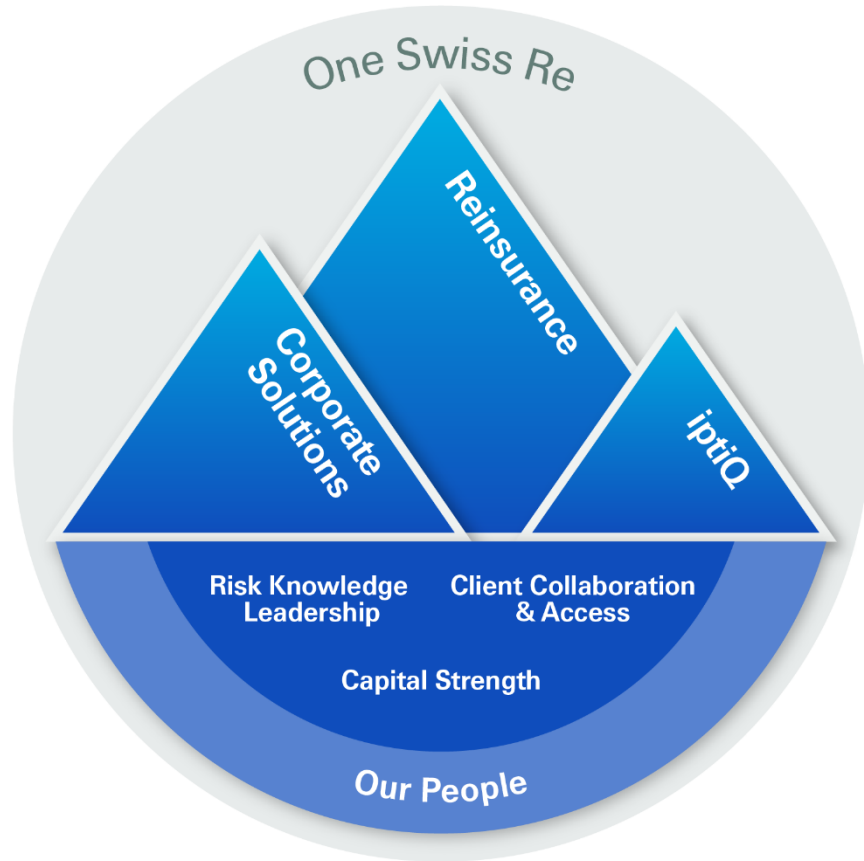 One Swiss Re
Reinsurance
Corporate
Solutions
iptiQ
Risk Knowledge
Leadership
Client Collaboration
& Access
Capital Strength
Our People